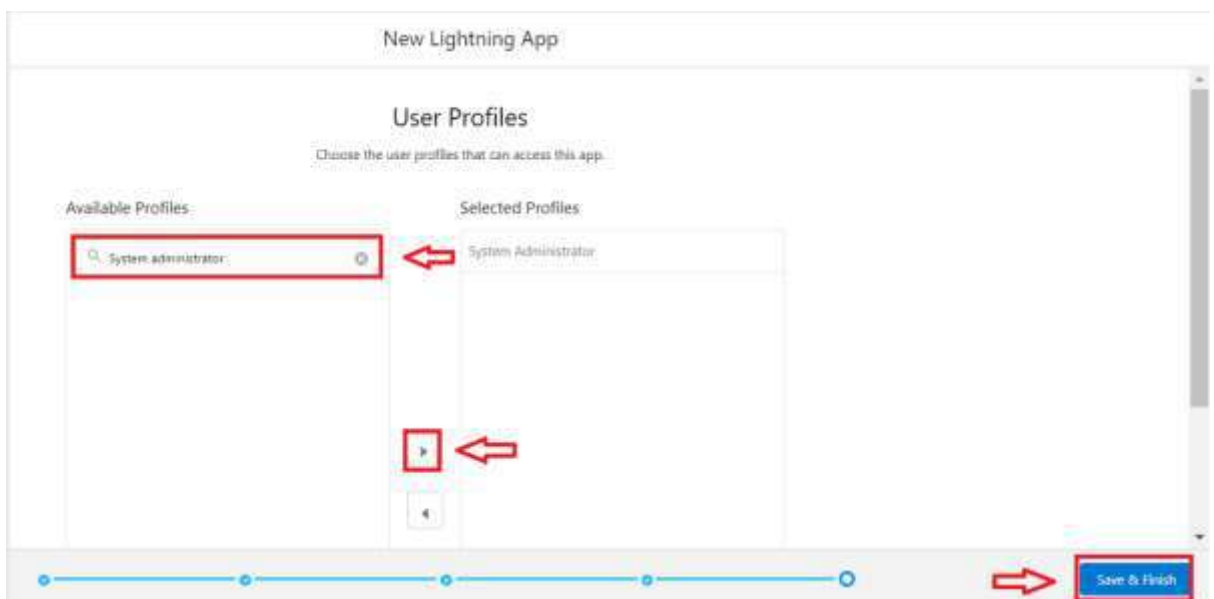 New Lightning App
User Profiles
Choose the user profiles that can access this app.
Available Profiles
Selected Profiles
System administrator
System Administrator
Save & Finish